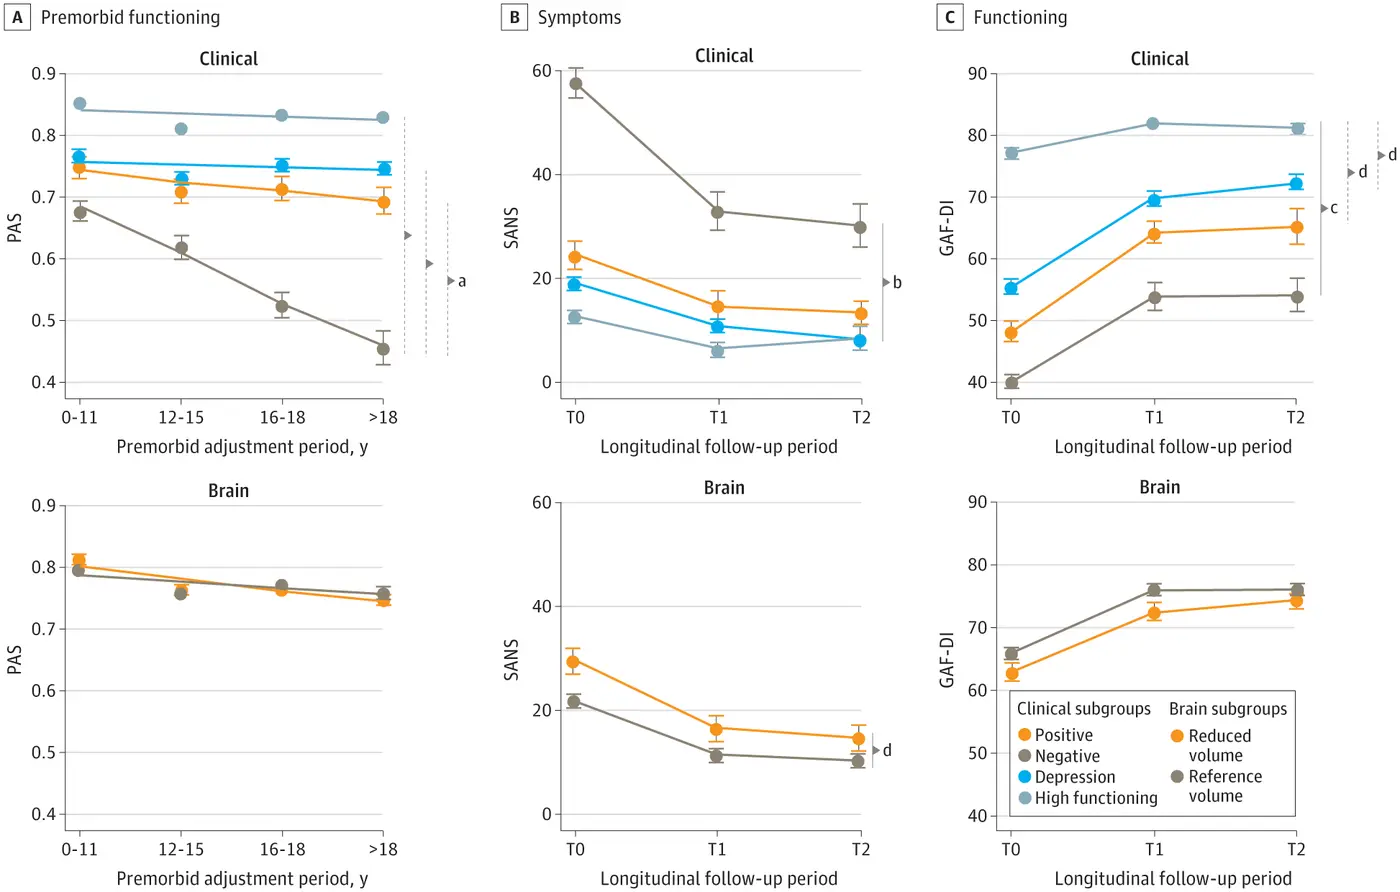 A Premorbid functioning
Clinical
0.9
0.8
0.7
0.6
0.5
0.4
PAS
0-11 12-15 16-18 >18
Premorbid adjustment period, y
a
Brain
0.9
0.8
0.7
0.6
0.5
0.4
PAS
0-11 12-15 16-18 >18
Premorbid adjustment period, y
B Symptoms
Clinical
60
40
20
0
SANS
T0 T1 T2
Longitudinal follow-up period
b
Brain
60
40
20
0
SANS
T0 T1 T2
Longitudinal follow-up period
d
C Functioning
Clinical
90
80
70
60
50
40
GAF-DI
T0 T1 T2
Longitudinal follow-up period
c
d
d
Brain
90
80
70
60
50
40
GAF-DI
T0 T1 T2
Longitudinal follow-up period
Clinical subgroups
Positive
Negative
Depression
High functioning
Brain subgroups
Reduced
volume
Reference
volume